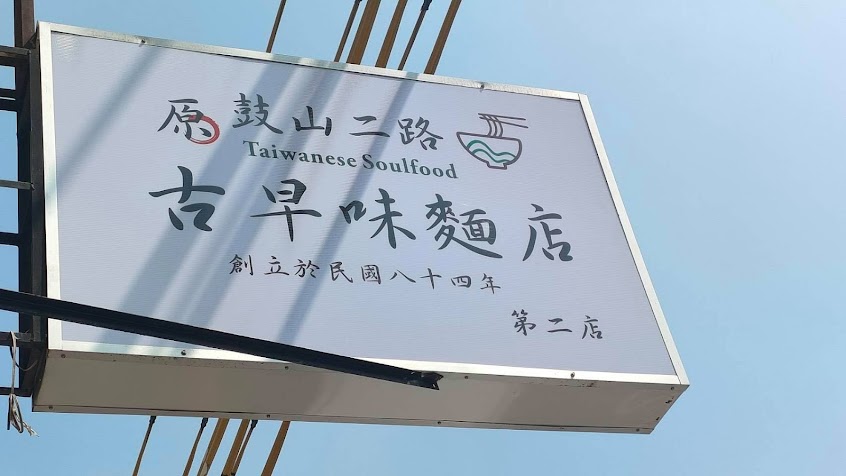 原鼓山二路
Taiwanese Soulfood
古早味麵店
創立於民國八十四年
第二店